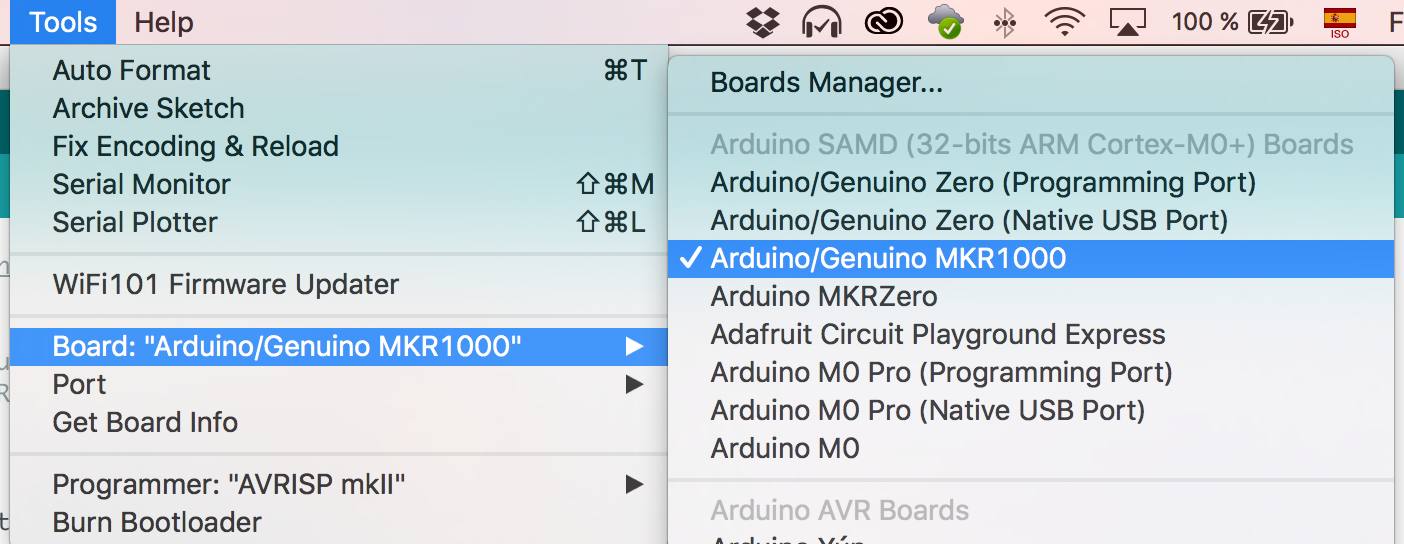 Tools Help 100 % ISO F
Auto Format ⌘T
Archive Sketch
Fix Encoding & Reload
Serial Monitor ⇧⌘M
Serial Plotter ⇧⌘L
WiFi101 Firmware Updater
Board: "Arduino/Genuino MKR1000"
Port
Get Board Info
Programmer: "AVRISP mkII"
Burn Bootloader
Boards Manager...
Arduino SAMD (32-bits ARM Cortex-M0+) Boards
Arduino/Genuino Zero (Programming Port)
Arduino/Genuino Zero (Native USB Port)
✓ Arduino/Genuino MKR1000
Arduino MKRZero
Adafruit Circuit Playground Express
Arduino M0 Pro (Programming Port)
Arduino M0 Pro (Native USB Port)
Arduino M0
Arduino AVR Boards
Arduino Yún